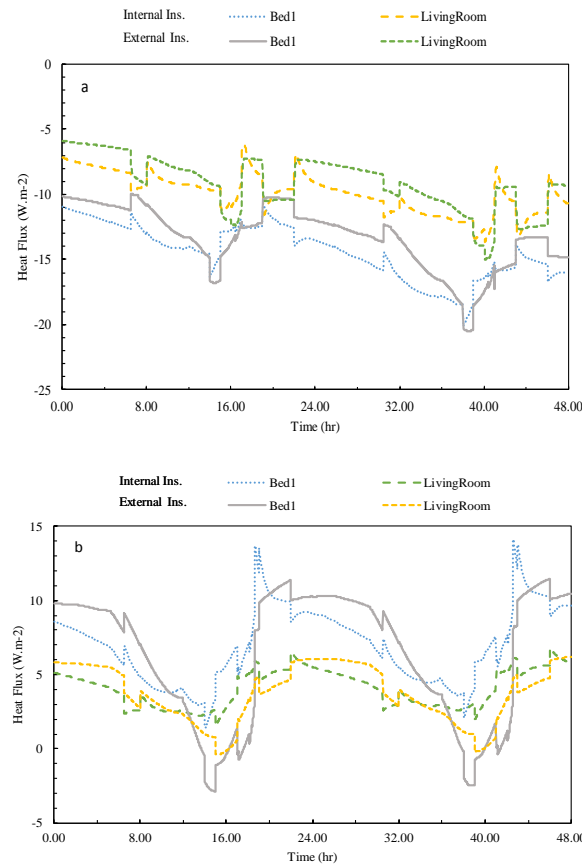 Internal Ins. Bed1 LivingRoom
External Ins. Bed1 LivingRoom
a
0
-5
-10
-15
-20
-25
Heat Flux (W.m-2)
0.00 8.00 16.00 24.00 32.00 40.00 48.00
Time (hr)
Internal Ins. Bed1 LivingRoom
External Ins. Bed1 LivingRoom
b
15
10
5
0
-5
Heat Flux (W.m-2)
0.00 8.00 16.00 24.00 32.00 40.00 48.00
Time (hr)